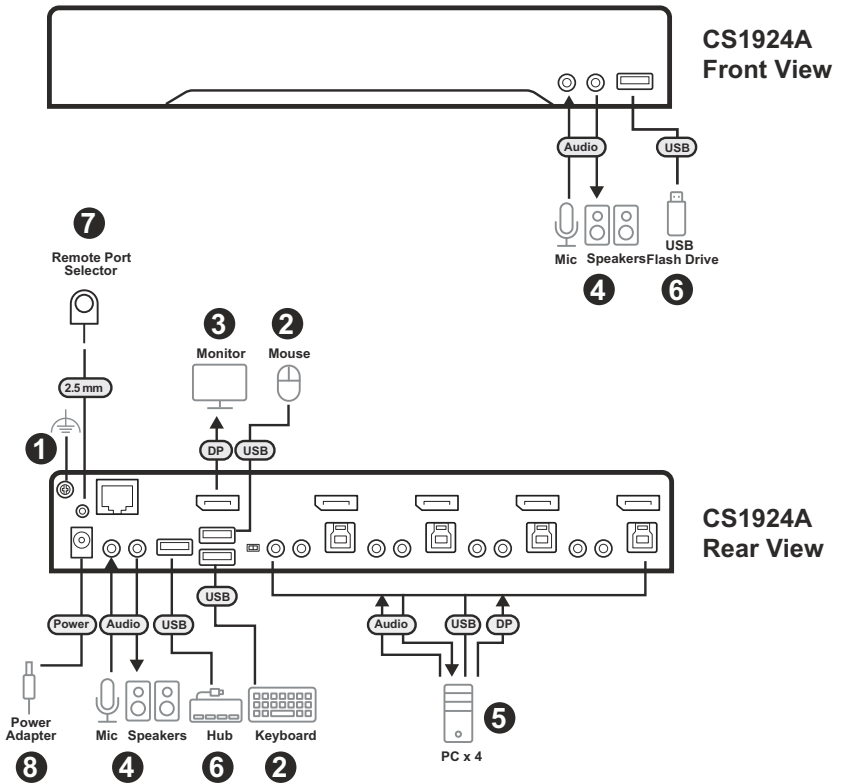 CS1924A
Front View
Audio
USB
Mic
Speakers
USB
Flash Drive
4
6
7
Remote Port
Selector
3
2
Monitor
Mouse
2.5 mm
1
DP
USB
CS1924A
Rear View
USB
Power
Audio
USB
Audio
USB
DP
5
Power
Adapter
Mic
Speakers
Hub
Keyboard
PC x 4
8
4
6
2